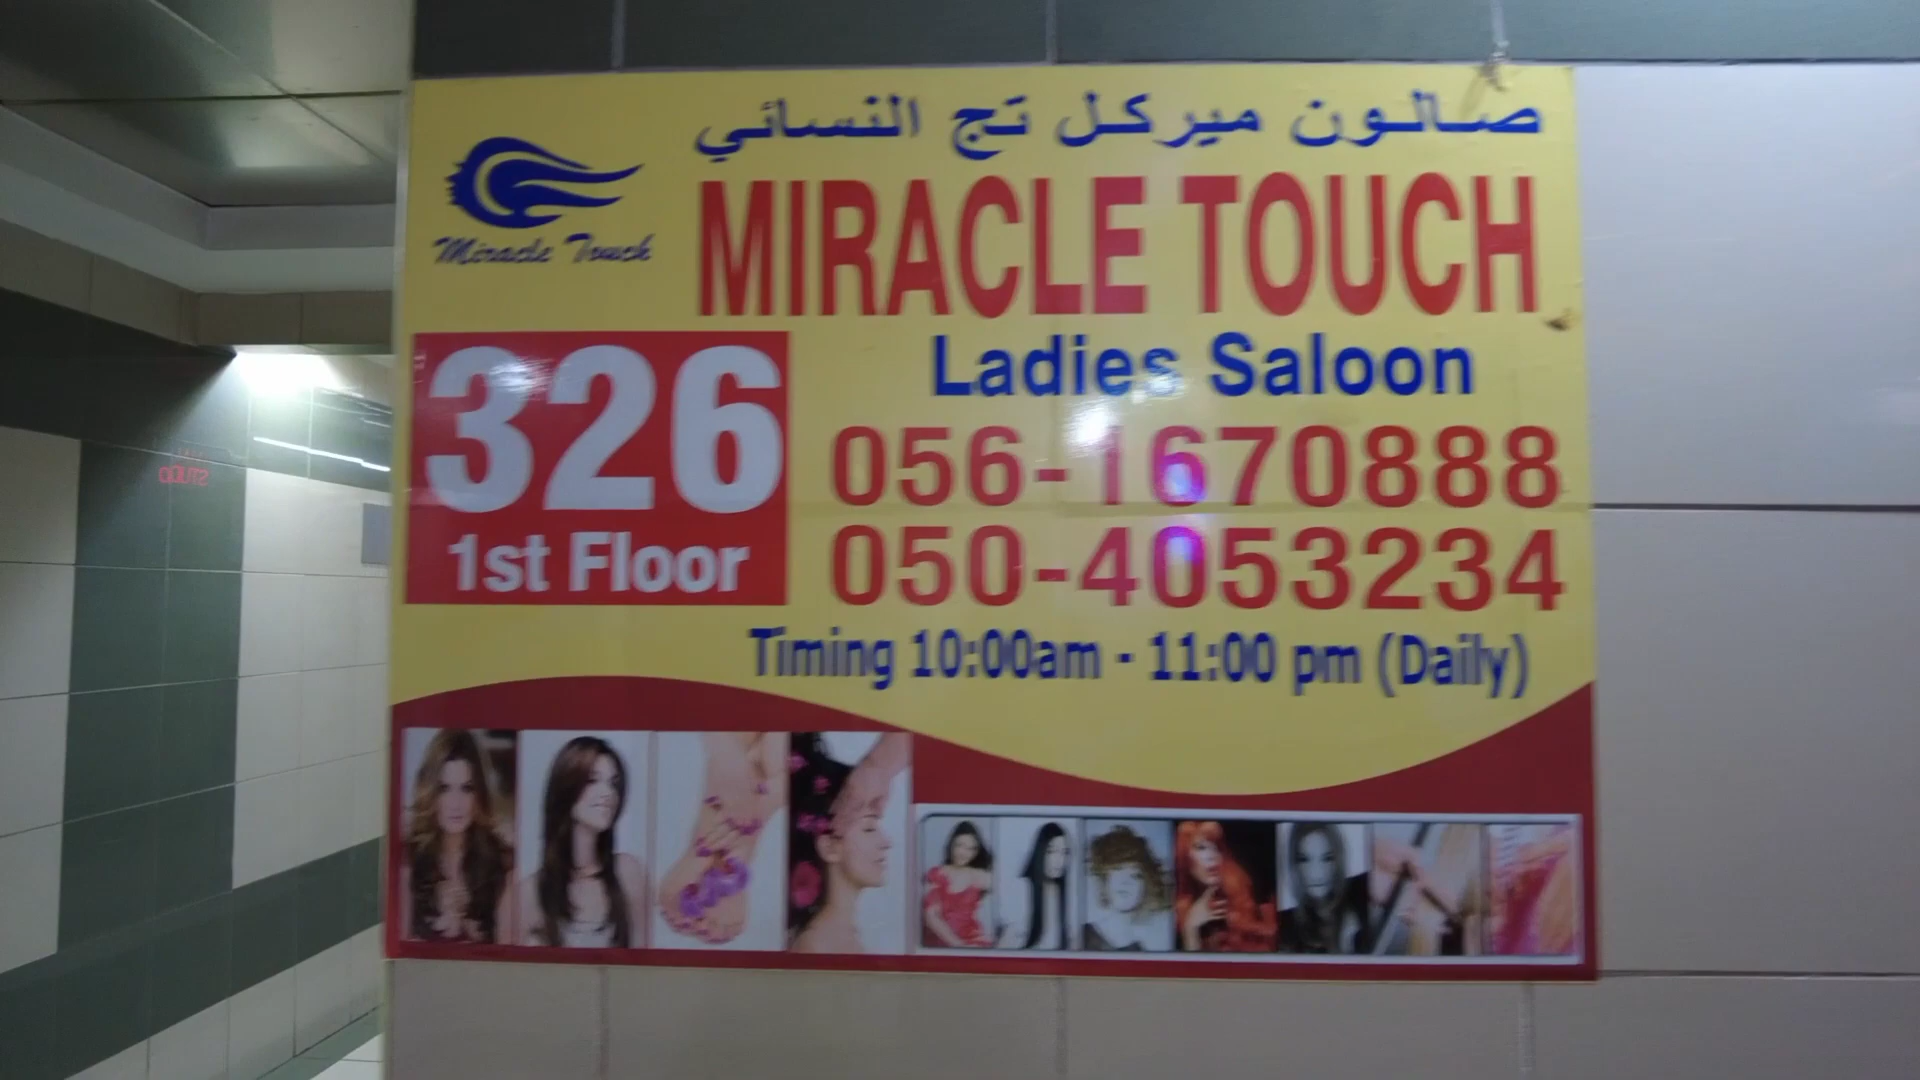 صالون ميركل تج النسائي
Miracle Touch
MIRACLE TOUCH
Ladies Saloon
326
1st Floor
056-1670888
050-4053234
Timing 10:00am - 11:00 pm (Daily)